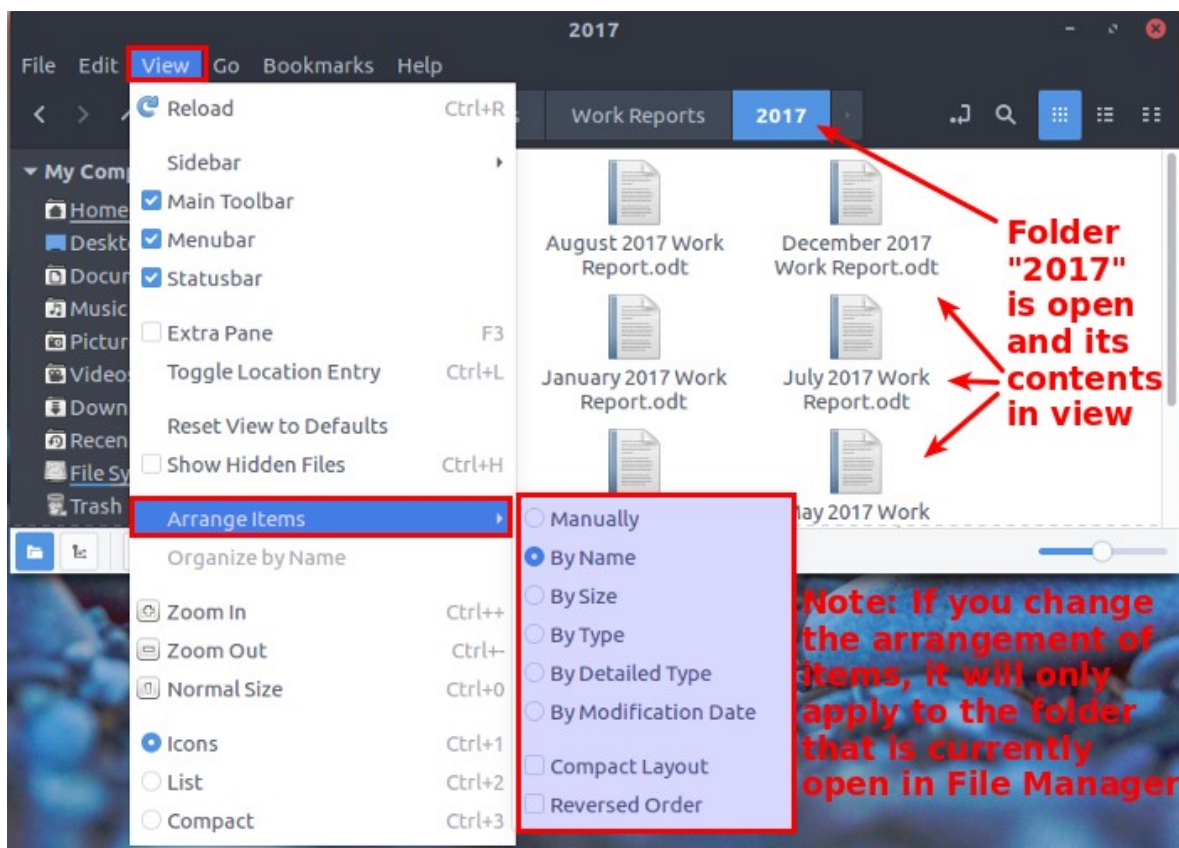 2017
File Edit View Go Bookmarks Help
Work Reports 2017
My Com
Home
Deskt
Docur
Music
Pictur
Video
Down
Recen
File Sy
Trash
Reload Ctrl+R
Sidebar
Main Toolbar
Menubar
Statusbar
Extra Pane F3
Toggle Location Entry Ctrl+L
Reset View to Defaults
Show Hidden Files Ctrl+H
Arrange Items
Organize by Name
Zoom In Ctrl++
Zoom Out Ctrl+-
Normal Size Ctrl+0
Icons Ctrl+1
List Ctrl+2
Compact Ctrl+3
Manually
By Name
By Size
By Type
By Detailed Type
By Modification Date
Compact Layout
Reversed Order
August 2017 Work
Report.odt
December 2017
Work Report.odt
January 2017 Work
Report.odt
July 2017 Work
Report.odt
May 2017 Work
Folder
"2017"
is open
and its
contents
in view
Note: If you change
the arrangement of
items, it will only
apply to the folder
that is currently
open in File Manager